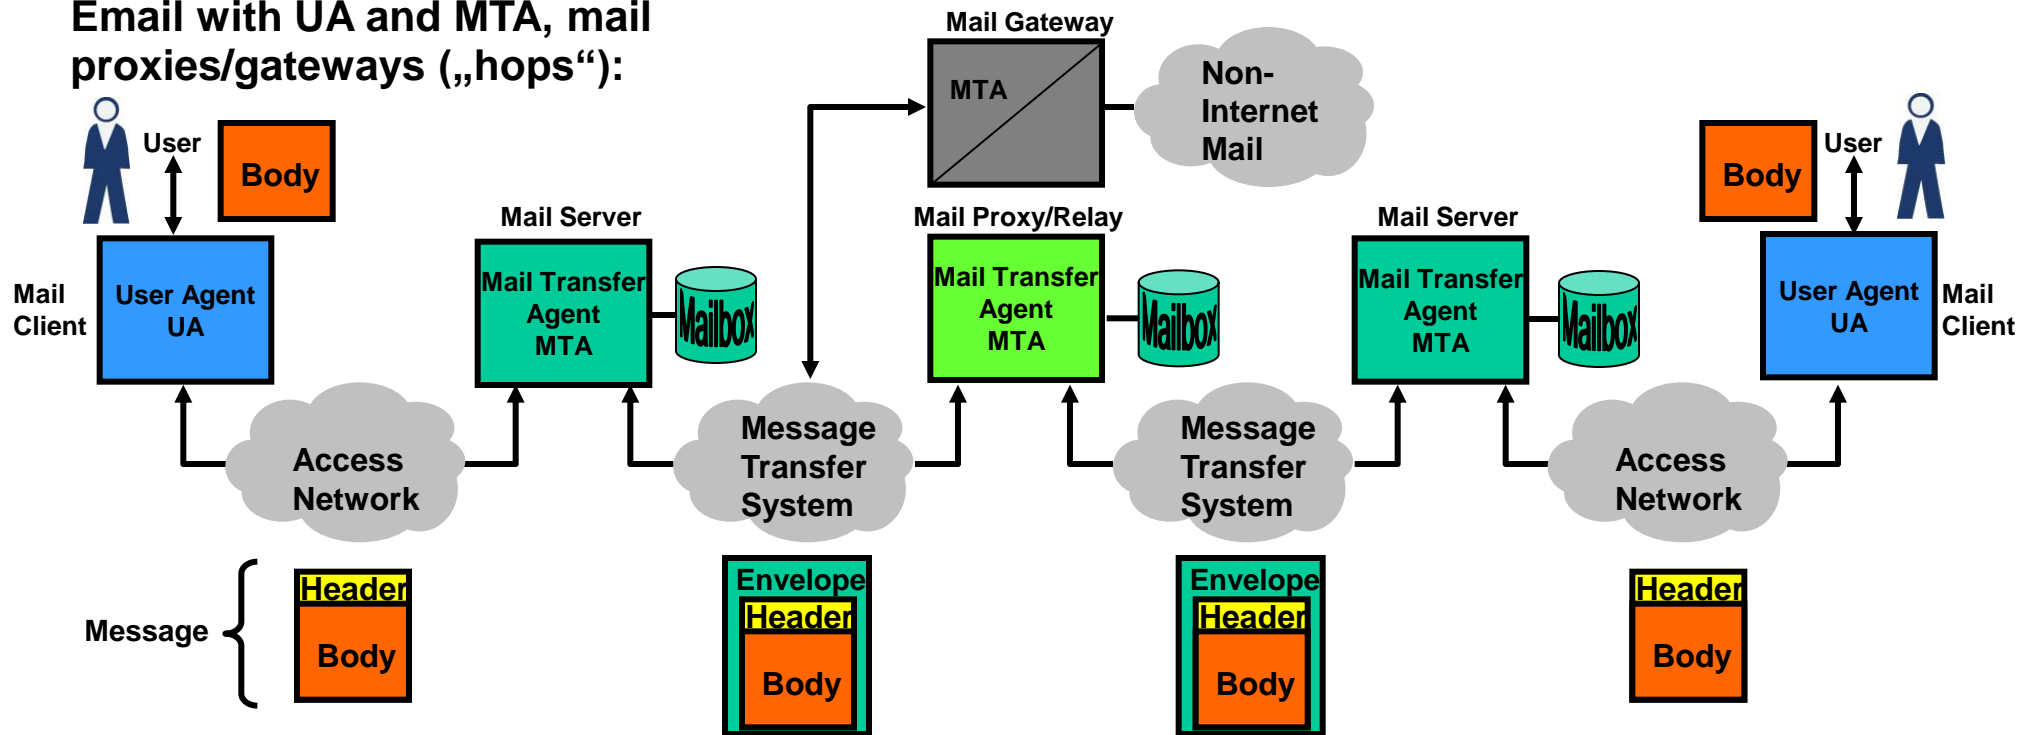 Email with UA and MTA, mail
proxies/gateways („hops“):
Mail Gateway
MTA
Non-
Internet
Mail
User
Body
Body
User
Mail Server
Mail Proxy/Relay
Mail Server
Mail
Client
User Agent
UA
Mail Transfer
Agent
MTA
Mailbox
Mail Transfer
Agent
MTA
Mailbox
Mail Transfer
Agent
MTA
Mailbox
User Agent
UA
Mail
Client
Access
Network
Message
Transfer
System
Message
Transfer
System
Access
Network
Message
Header
Body
Envelope
Header
Body
Envelope
Header
Body
Header
Body